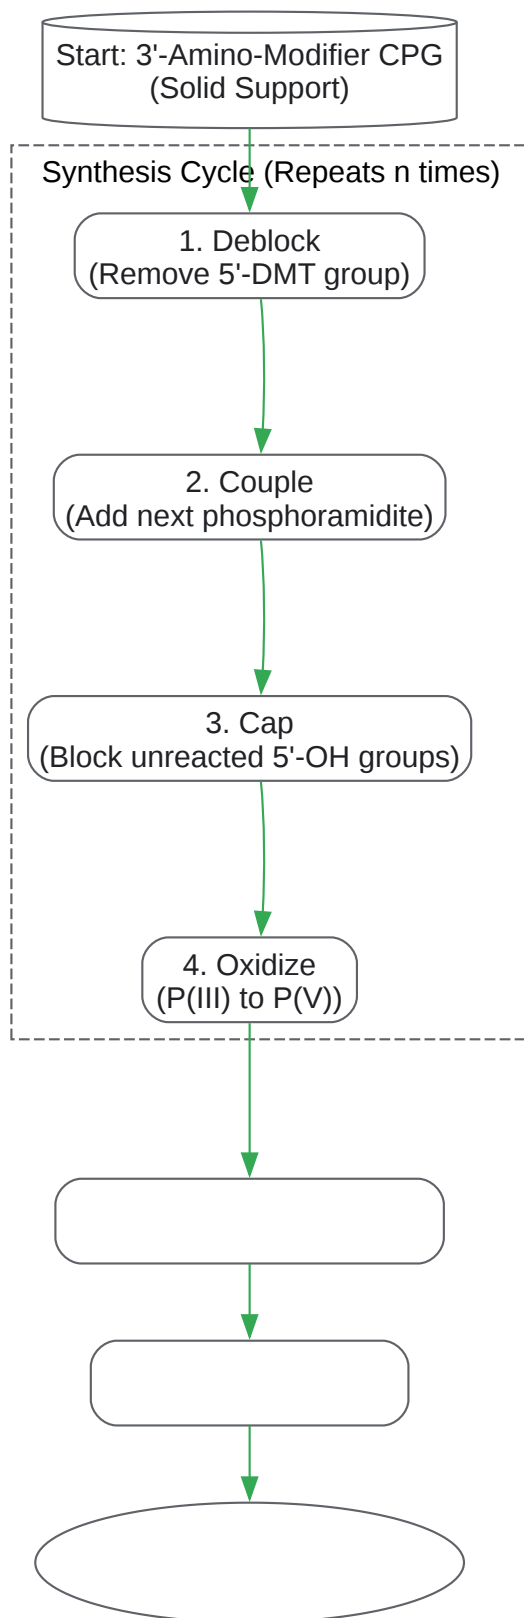 Start: 3'-Amino-Modifier CPG
(Solid Support)
Synthesis Cycle (Repeats n times)
1. Deblock
(Remove 5'-DMT group)
2. Couple
(Add next phosphoramidite)
3. Cap
(Block unreacted 5'-OH groups)
4. Oxidize
(P(III) to P(V))